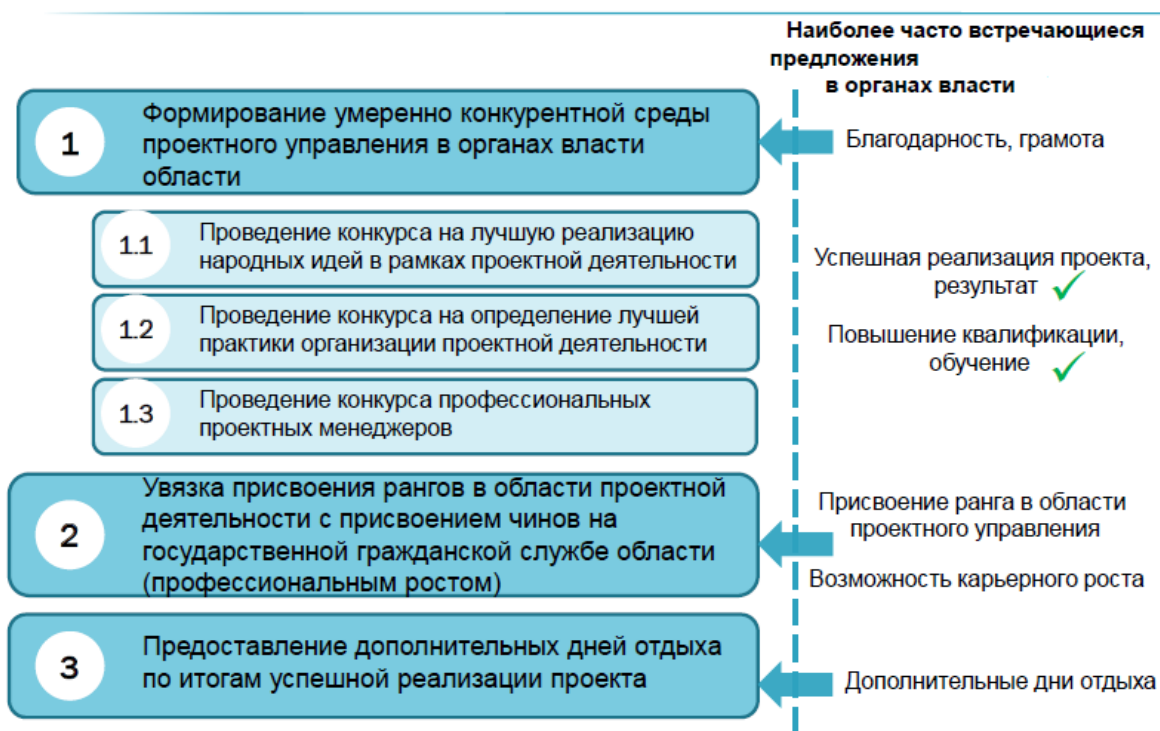 Наиболее часто встречающиеся
предложения
в органах власти
1
Формирование умеренно конкурентной среды
проектного управления в органах власти
области
Благодарность, грамота
1.1
Проведение конкурса на лучшую реализацию
народных идей в рамках проектной деятельности
Успешная реализация проекта,
результат
1.2
Проведение конкурса на определение лучшей
практики организации проектной деятельности
Повышение квалификации,
обучение
1.3
Проведение конкурса профессиональных
проектных менеджеров
2
Увязка присвоения рангов в области проектной
деятельности с присвоением чинов на
государственной гражданской службе области
(профессиональным ростом)
Присвоение ранга в области
проектного управления
Возможность карьерного роста
3
Предоставление дополнительных дней отдыха
по итогам успешной реализации проекта
Дополнительные дни отдыха